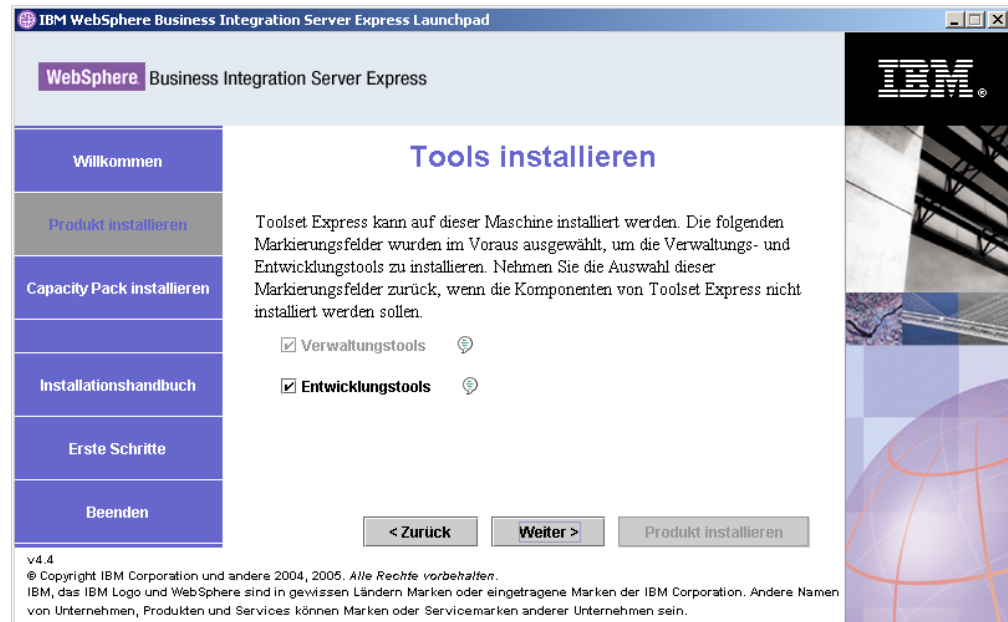 IBM WebSphere Business Integration Server Express Launchpad
WebSphere. Business Integration Server Express
IBM®
Willkommen
Produkt installieren
Capacity Pack installieren
Installationshandbuch
Erste Schritte
Beenden
Tools installieren
Toolset Express kann auf dieser Maschine installiert werden. Die folgenden
Markierungsfelder wurden im Voraus ausgewählt, um die Verwaltungs- und
Entwicklungstools zu installieren. Nehmen Sie die Auswahl dieser
Markierungsfelder zurück, wenn die Komponenten von Toolset Express nicht
installiert werden sollen.
Verwaltungstools
Entwicklungstools
< Zurück
Weiter >
Produkt installieren
v4.4
© Copyright IBM Corporation und andere 2004, 2005. Alle Rechte vorbehalten.
IBM, das IBM Logo und WebSphere sind in gewissen Ländern Marken oder eingetragene Marken der IBM Corporation. Andere Namen
von Unternehmen, Produkten und Services können Marken oder Servicemarken anderer Unternehmen sein.